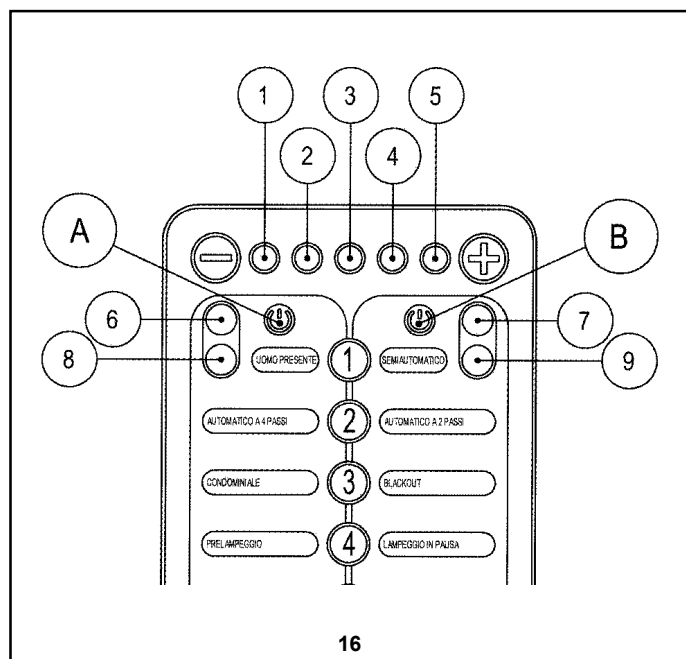 1 3 5
2 4
A B
6 7
8 9
UOMO PRESENTE 1 SEMIAUTOMATICO
AUTOMATICO A 4 PASSI 2 AUTOMATICO A 2 PASSI
CONDOMINIALE 3 BLACKOUT
PRELAMPEGGIO 4 LAMPEGGIO IN PAUSA
16